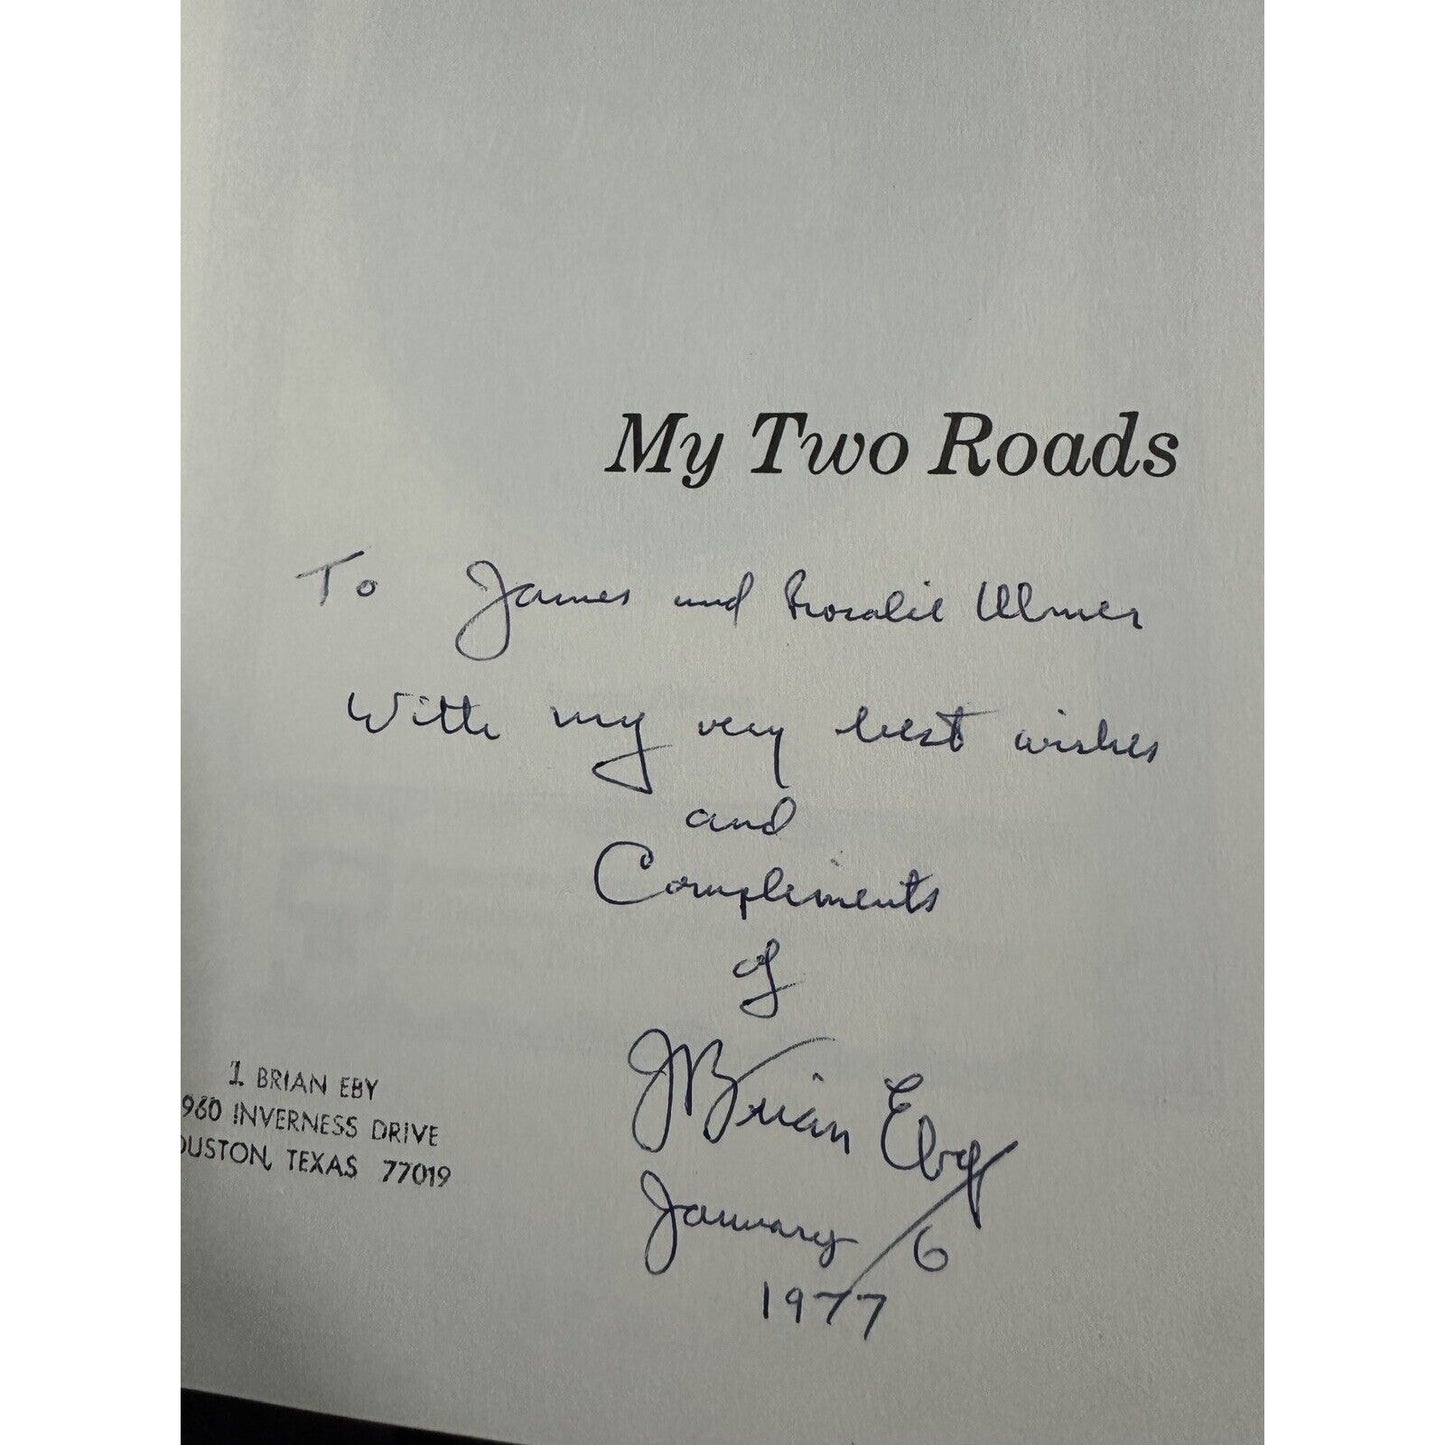 My Two Roads
To James and Rosalie Ulmer
With my very best wishes
and
Compliments
of
J Brian Eby
January 6
1977
1 BRIAN EBY
960 INVERNESS DRIVE
OUSTON, TEXAS 77019